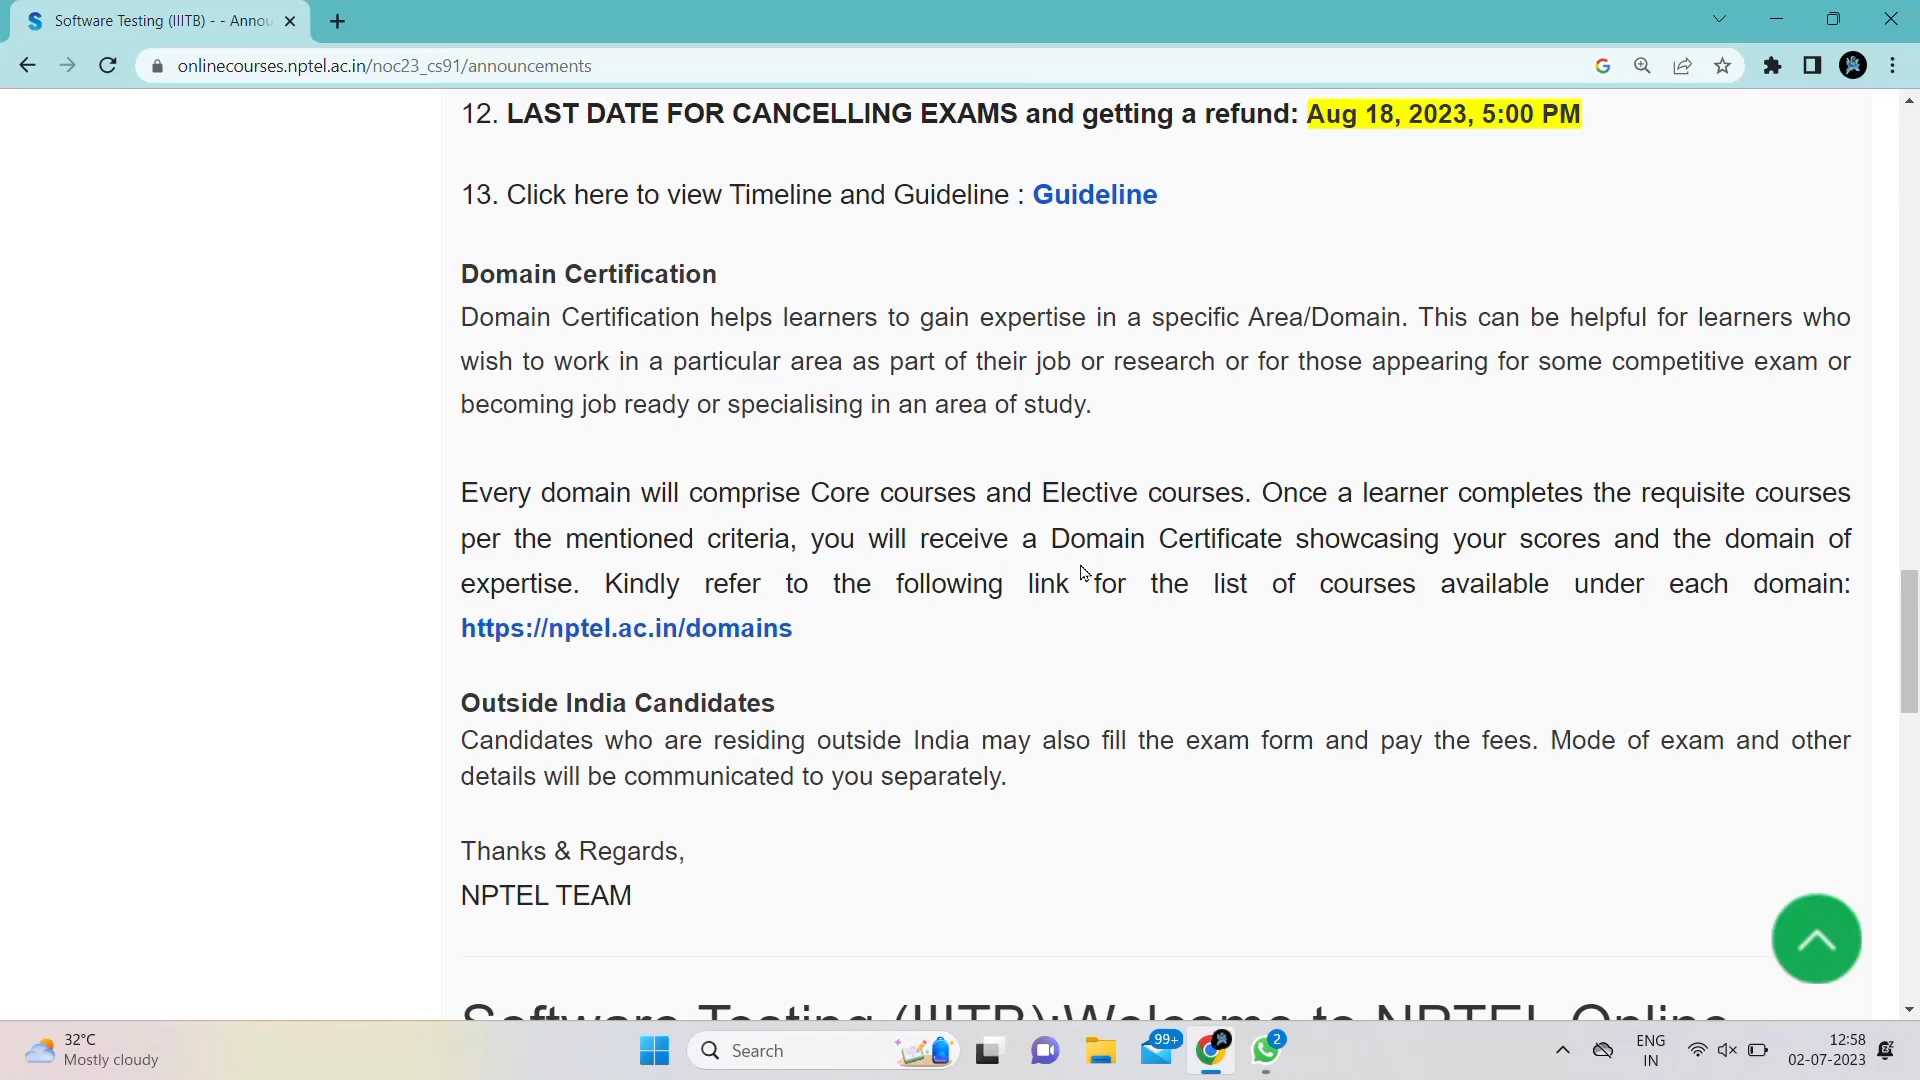 Software Testing (IIITB) - - Annou
onlinecourses.nptel.ac.in/noc23_cs91/announcements
12. LAST DATE FOR CANCELLING EXAMS and getting a refund: Aug 18, 2023, 5:00 PM
13. Click here to view Timeline and Guideline : Guideline
Domain Certification
Domain Certification helps learners to gain expertise in a specific Area/Domain. This can be helpful for learners who
wish to work in a particular area as part of their job or research or for those appearing for some competitive exam or
becoming job ready or specialising in an area of study.
Every domain will comprise Core courses and Elective courses. Once a learner completes the requisite courses
per the mentioned criteria, you will receive a Domain Certificate showcasing your scores and the domain of
expertise. Kindly refer to the following link for the list of courses available under each domain:
https://nptel.ac.in/domains
Outside India Candidates
Candidates who are residing outside India may also fill the exam form and pay the fees. Mode of exam and other
details will be communicated to you separately.
Thanks & Regards,
NPTEL TEAM
Software Testing (IIITB):Welcome to NPTEL Online
32°C
Mostly cloudy
Search
99+
2
ENG
IN
12:58
02-07-2023